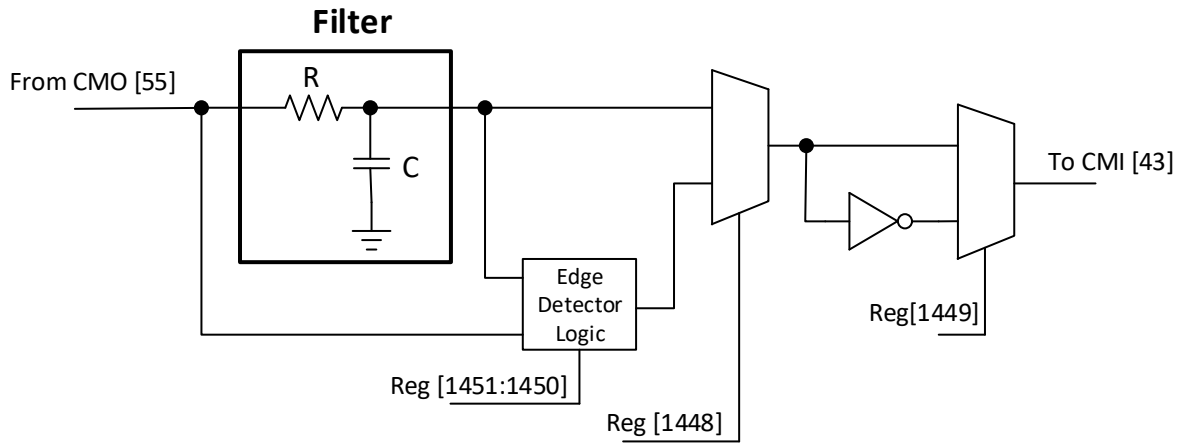 Filter
From CMO [55]
R
C
To CMI [43]
Edge
Detector
Logic
Reg[1449]
Reg [1451:1450]
Reg [1448]